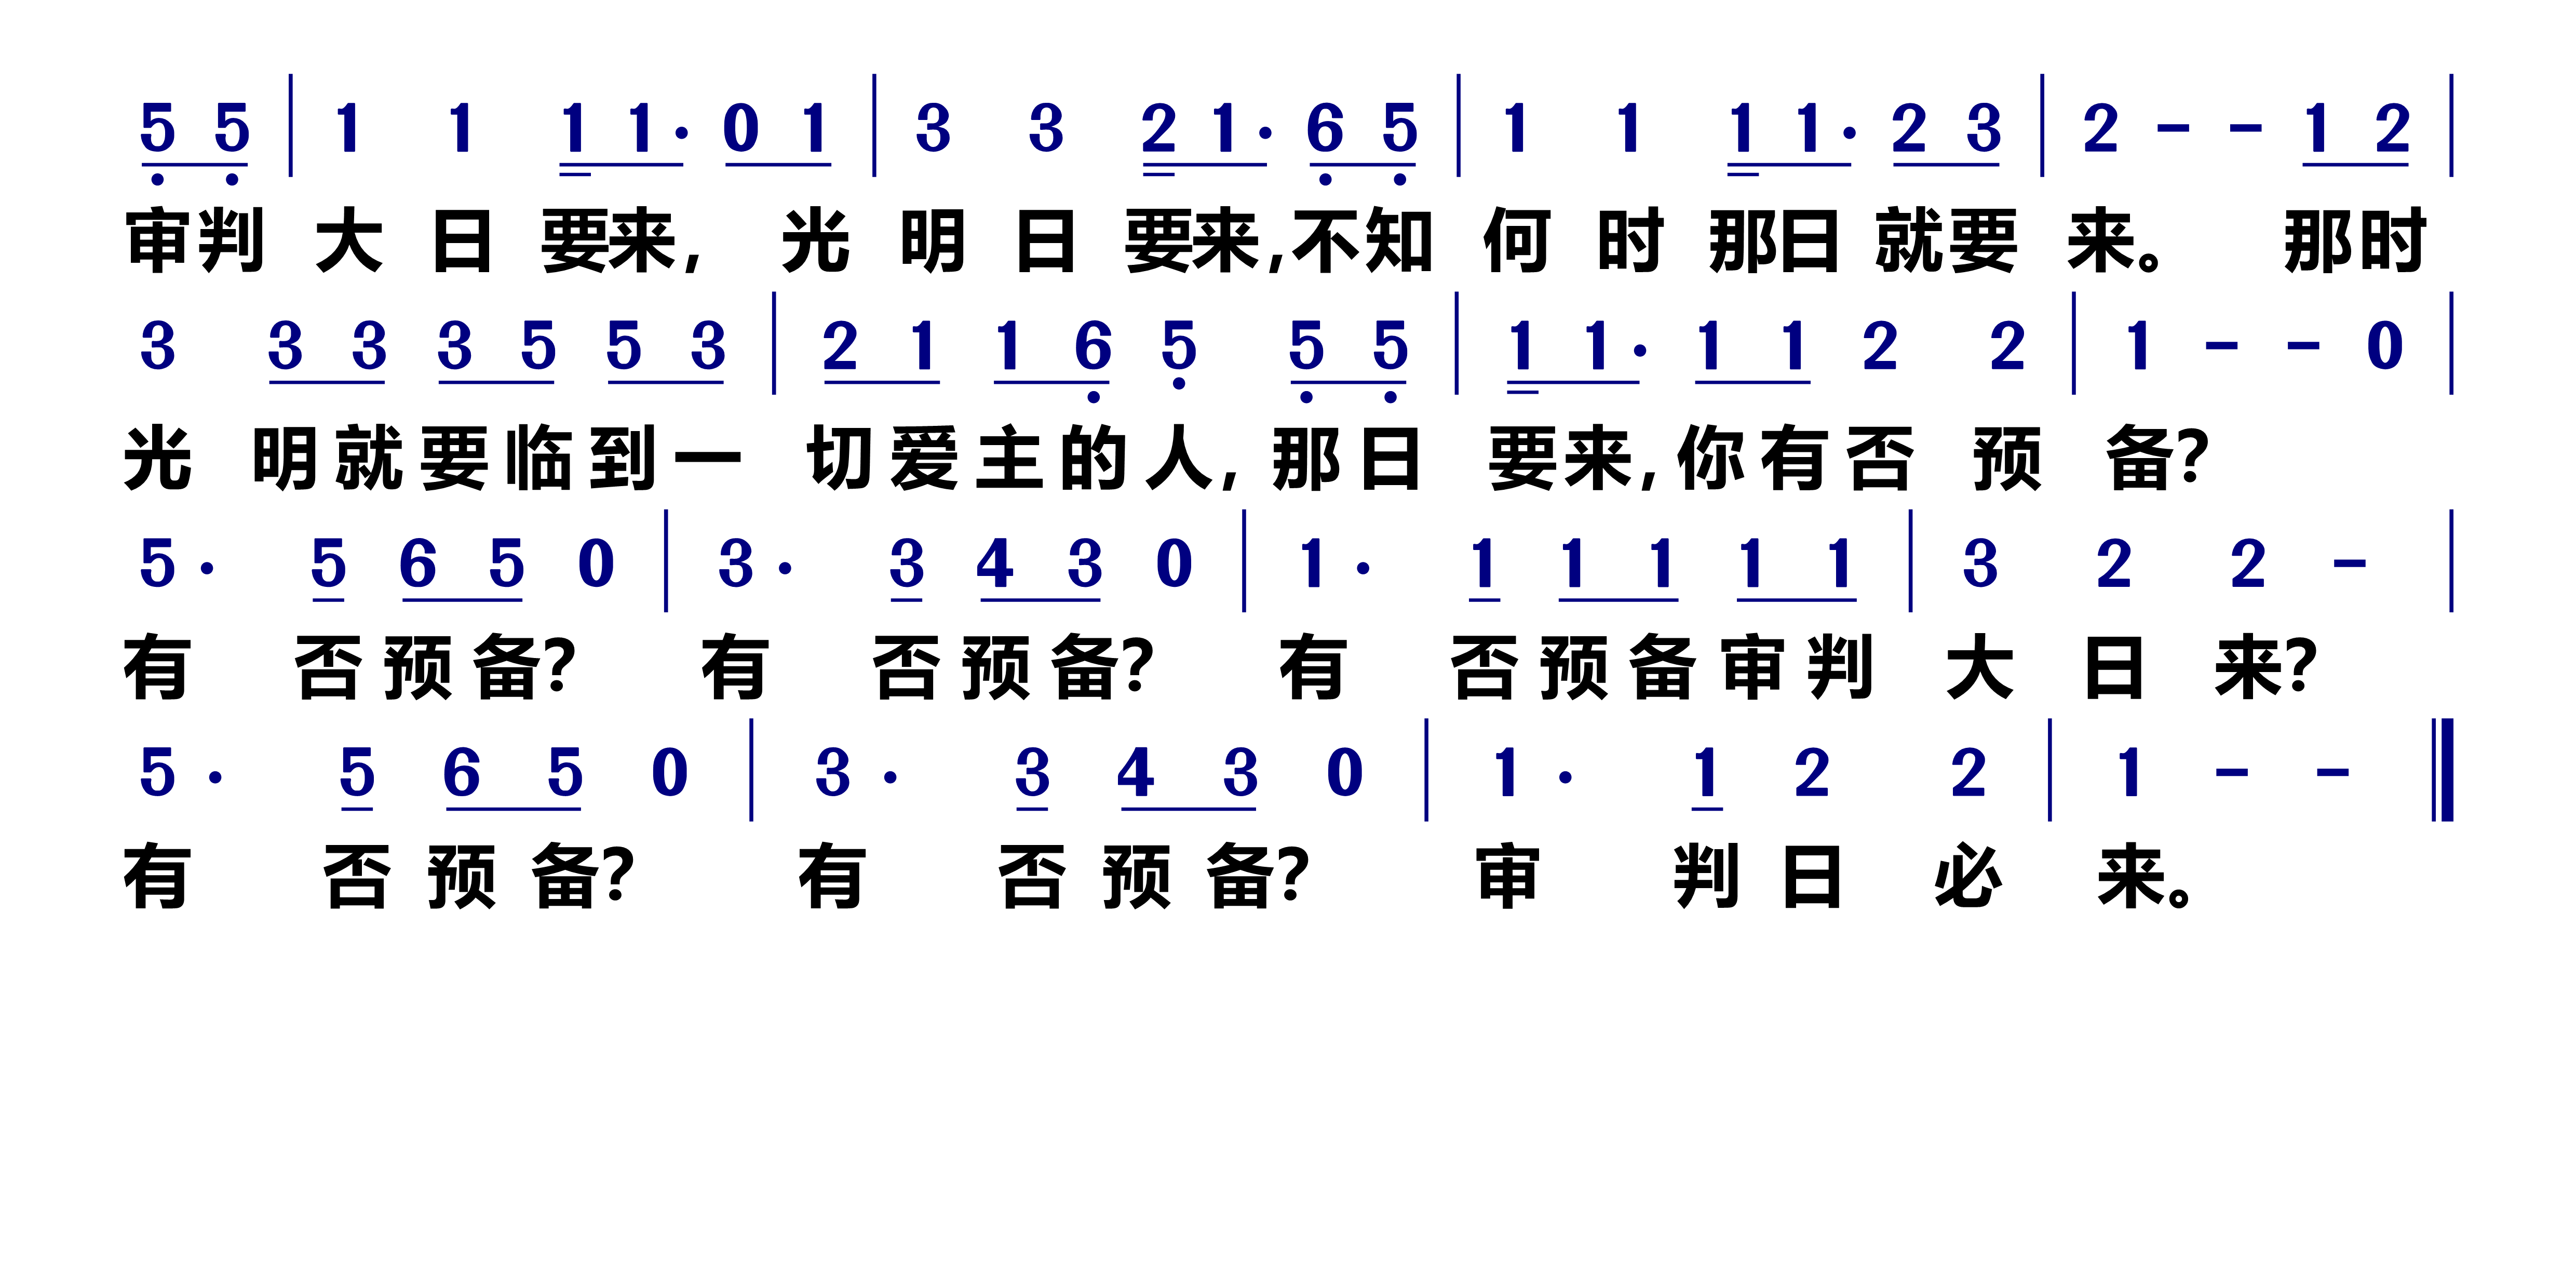 5 5 | 1 1 1 1· 0 1 | 3 3 2 1· 6 5 | 1 1 1 1· 2 3 | 2 - - 1 2 |
审判 大 日 要来, 光 明 日 要来,不知 何 时 那日 就要 来。 那时
3 3 3 3 5 5 3 | 2 1 1 6 5 5 5 | 1 1· 1 1 2 2 | 1 - - 0 |
光 明就要临到一 切爱主的人, 那日 要来,你有否 预 备?
5· 5 6 5 0 | 3· 3 4 3 0 | 1· 1 1 1 1 1 | 3 2 2 - |
有 否预备? 有 否预备? 有 否预备审判 大 日 来?
5· 5 6 5 0 | 3· 3 4 3 0 | 1· 1 2 2 | 1 - - ‖
有 否预备? 有 否预备? 审 判日 必 来。